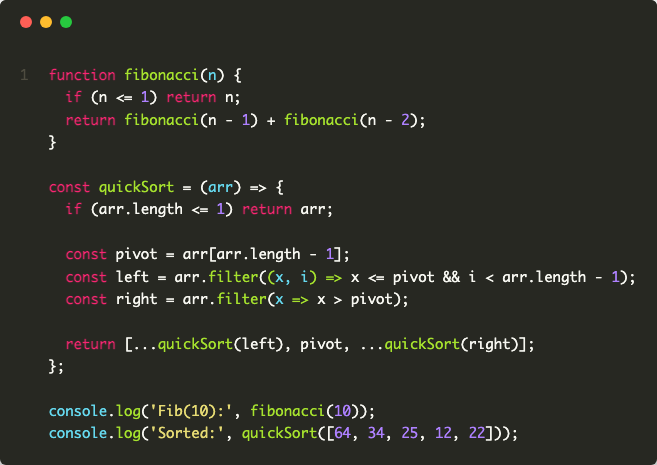 1 function fibonacci(n) {
  if (n <= 1) return n;
  return fibonacci(n - 1) + fibonacci(n - 2);
}

const quickSort = (arr) => {
  if (arr.length <= 1) return arr;

  const pivot = arr[arr.length - 1];
  const left = arr.filter((x, i) => x <= pivot && i < arr.length - 1);
  const right = arr.filter(x => x > pivot);

  return [...quickSort(left), pivot, ...quickSort(right)];
};

console.log('Fib(10):', fibonacci(10));
console.log('Sorted:', quickSort([64, 34, 25, 12, 22]));